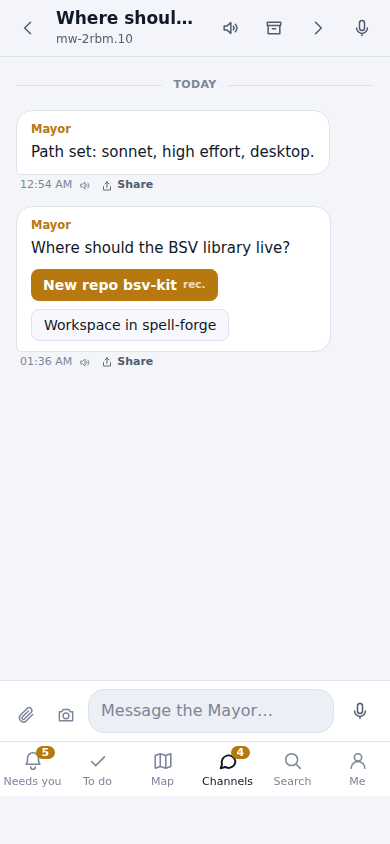 Where shoul...
mw-2rbm.10
TODAY
Mayor
Path set: sonnet, high effort, desktop.
12:54 AM Share
Mayor
Where should the BSV library live?
New repo bsv-kit rec.
Workspace in spell-forge
01:36 AM Share
Message the Mayor...
5 4
Needs you To do Map Channels Search Me